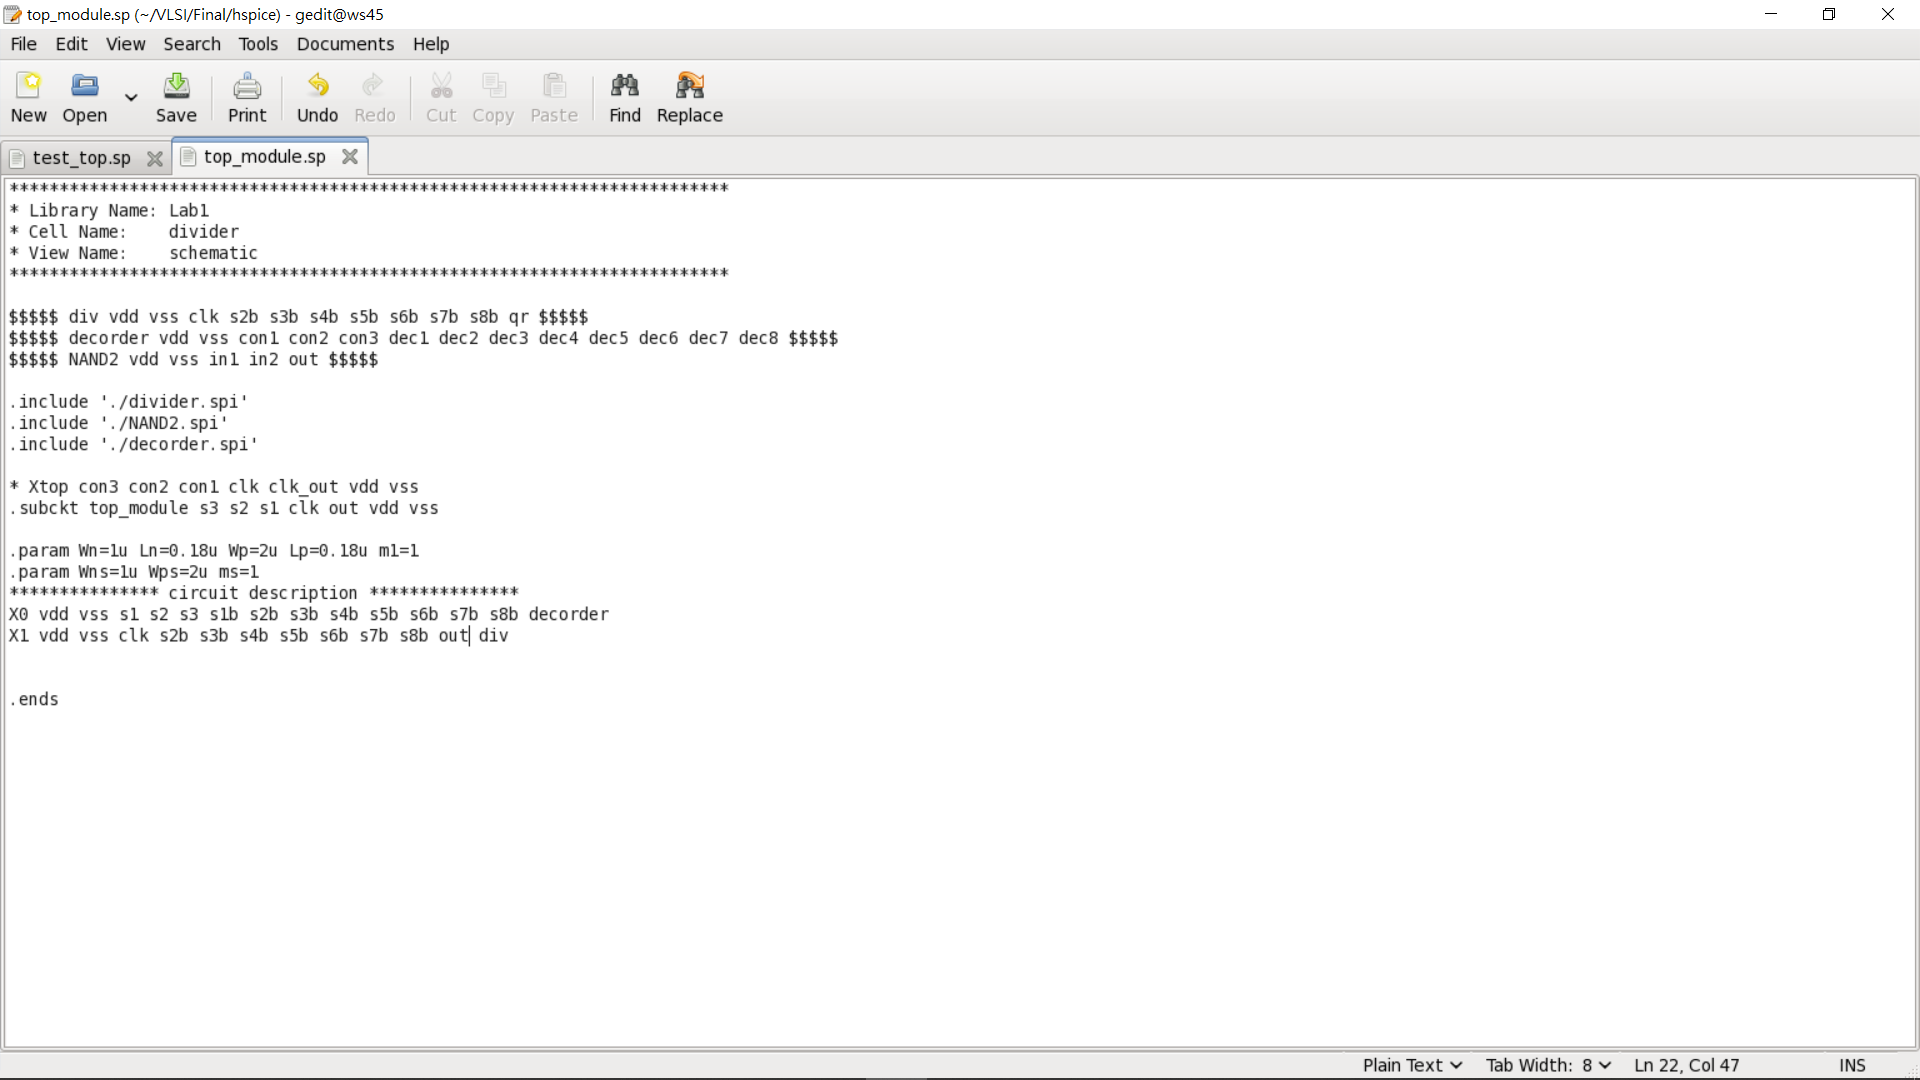 top_module.sp (~/VLSI/Final/hspice) - gedit@ws45
File Edit View Search Tools Documents Help
New Open Save Print Undo Redo Cut Copy Paste Find Replace
test_top.sp top_module.sp
************************************************************************
* Library Name: Lab1
* Cell Name:    divider
* View Name:    schematic
************************************************************************
$$$$$ div vdd vss clk s2b s3b s4b s5b s6b s7b s8b qr $$$$$
$$$$$ decorder vdd vss con1 con2 con3 dec1 dec2 dec3 dec4 dec5 dec6 dec7 dec8 $$$$$
$$$$$ NAND2 vdd vss in1 in2 out $$$$$
.include './divider.spi'
.include './NAND2.spi'
.include './decorder.spi'
* Xtop con3 con2 con1 clk clk_out vdd vss
.subckt top_module s3 s2 s1 clk out vdd vss
.param Wn=1u Ln=0.18u Wp=2u Lp=0.18u m1=1
.param Wns=1u Wps=2u ms=1
*************** circuit description ***************
X0 vdd vss s1 s2 s3 s1b s2b s3b s4b s5b s6b s7b s8b decorder
X1 vdd vss clk s2b s3b s4b s5b s6b s7b s8b out div
.ends
Plain Text Tab Width: 8 Ln 22, Col 47 INS